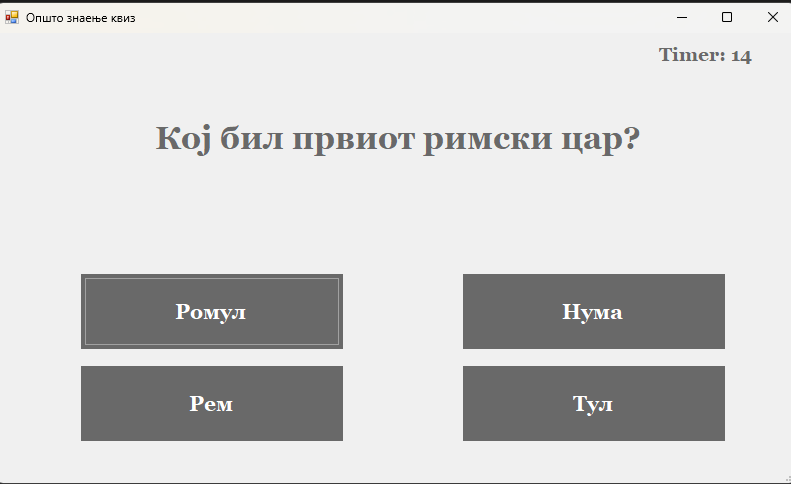 Општо знаење квиз
Timer: 14
Кој бил првиот римски цар?
Ромул
Нума
Рем
Тул